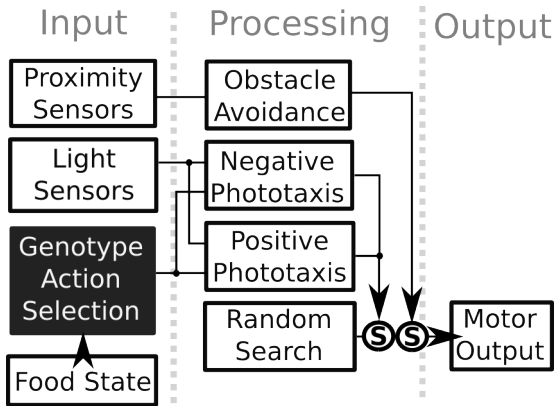 Input
Processing
Output
Proximity
Sensors
Obstacle
Avoidance
Light
Sensors
Negative
Phototaxis
Genotype
Action
Selection
Positive
Phototaxis
Random
Search
S
S
Motor
Output
Food State